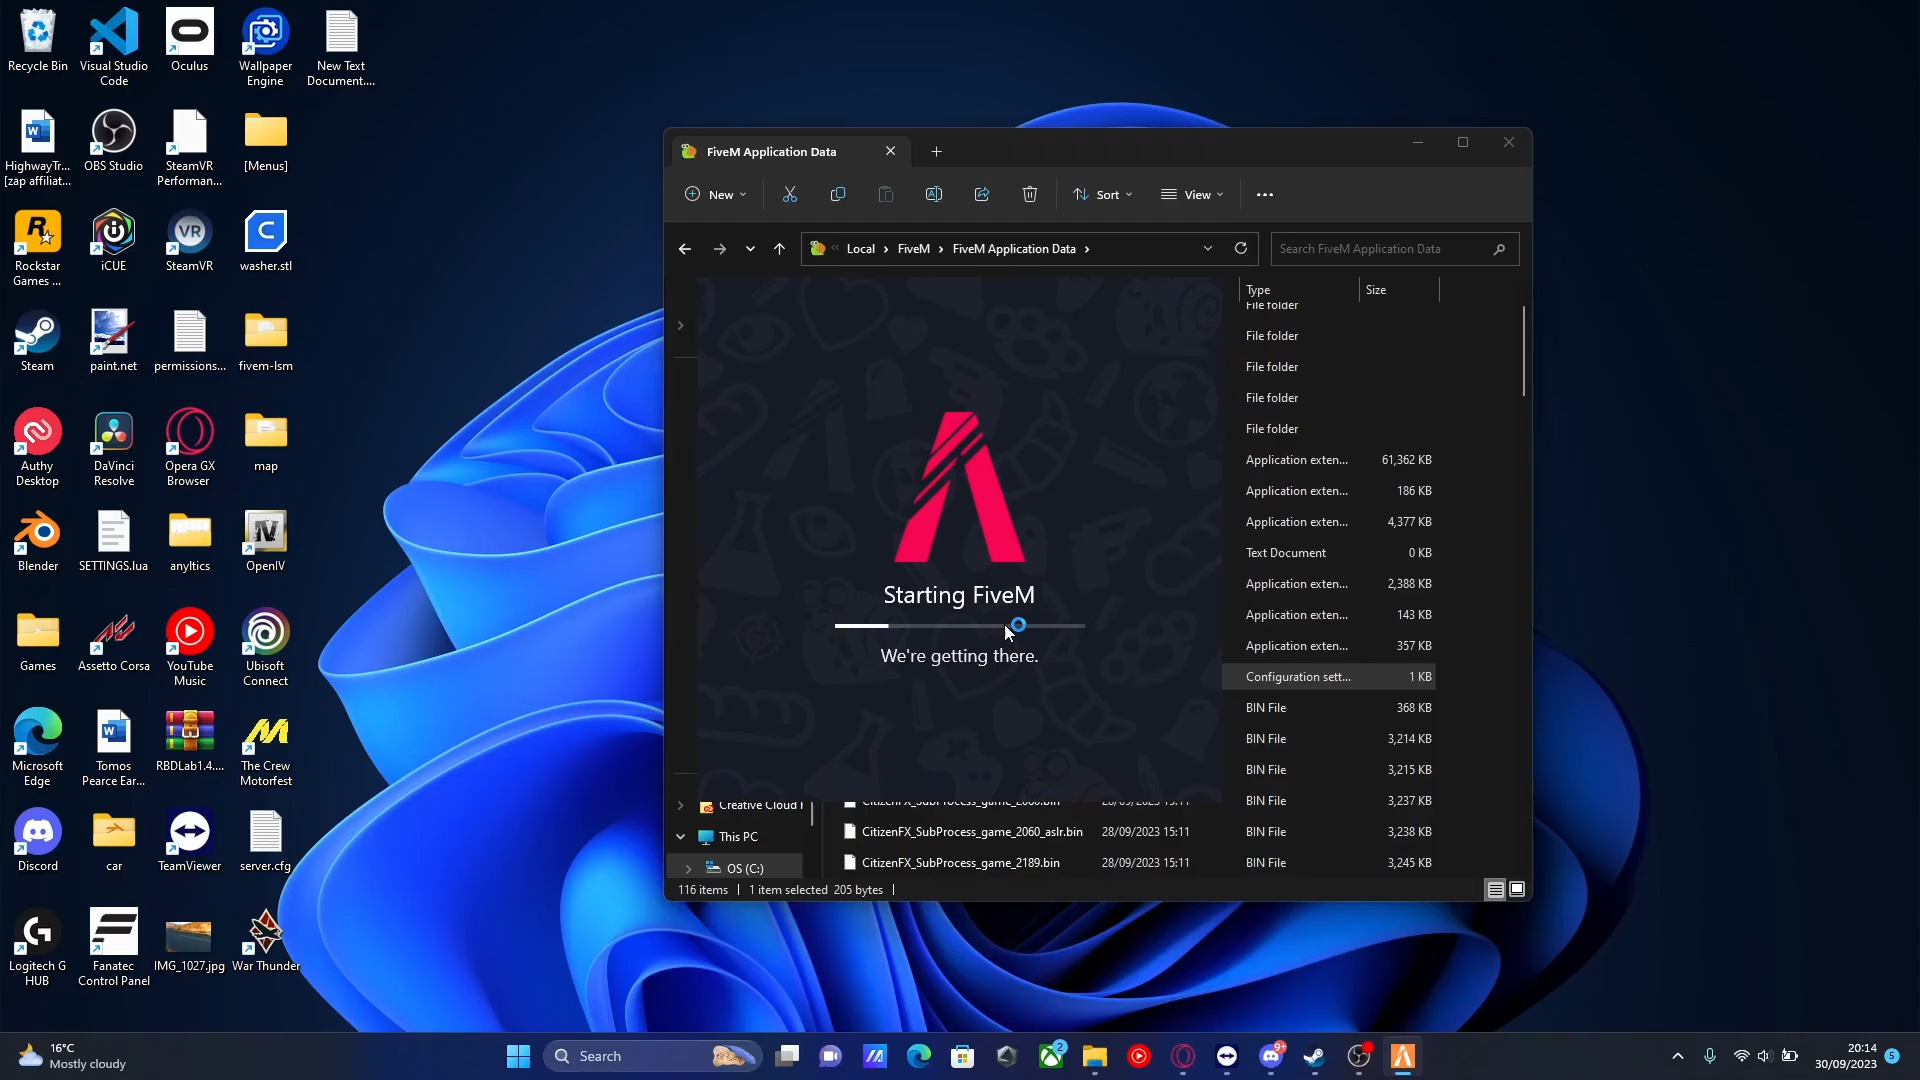 Recycle Bin
Visual Studio
Code
Oculus
Wallpaper
Engine
New Text
Document....
HighwayTr...
[zap affiliat...
OBS Studio
SteamVR
Performan...
[Menus]
Rockstar
Games ...
iCUE
SteamVR
washer.stl
Steam
paint.net
permissions...
fivem-lsm
Authy
Desktop
DaVinci
Resolve
Opera GX
Browser
map
Blender
SETTINGS.lua
anyltics
OpenIV
Games
Assetto Corsa
YouTube
Music
Ubisoft
Connect
Microsoft
Edge
Tomos
Pearce Ear...
RBDLab1.4....
The Crew
Motorfest
Discord
car
TeamViewer
server.cfg
Logitech G
HUB
Fanatec
Control Panel
IMG_1027.jpg
War Thunder
FiveM Application Data
New
Sort
View
Local
FiveM
FiveM Application Data
Search FiveM Application Data
Type
Size
File folder
File folder
File folder
File folder
File folder
Application exten...
61,362 KB
Application exten...
186 KB
Application exten...
4,377 KB
Text Document
0 KB
Application exten...
2,388 KB
Application exten...
143 KB
Application exten...
357 KB
Configuration sett...
1 KB
BIN File
368 KB
BIN File
3,214 KB
BIN File
3,215 KB
BIN File
3,237 KB
BIN File
3,238 KB
BIN File
3,245 KB
Starting FiveM
We're getting there.
Creative Cloud F
This PC
OS (C:)
CitizenFX_SubProcess_game_2060.bin
28/09/2023 15:11
CitizenFX_SubProcess_game_2060_aslr.bin
28/09/2023 15:11
CitizenFX_SubProcess_game_2189.bin
28/09/2023 15:11
116 items
1 item selected 205 bytes
16°C
Mostly cloudy
Search
2
9+
20:14
30/09/2023
5